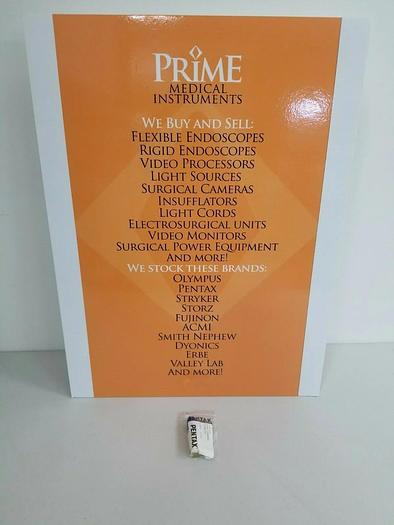 PRIME
MEDICAL
INSTRUMENTS
WE BUY AND SELL:
FLEXIBLE ENDOSCOPES
RIGID ENDOSCOPES
VIDEO PROCESSORS
LIGHT SOURCES
SURGICAL CAMERAS
INSUFFLATORS
LIGHT CORDS
ELECTROSURGICAL UNITS
VIDEO MONITORS
SURGICAL POWER EQUIPMENT
AND MORE!
WE STOCK THESE BRANDS:
OLYMPUS
PENTAX
STRYKER
STORZ
FUJINON
ACMI
SMITH NEPHEW
DYONICS
ERBE
VALLEY LAB
AND MORE!
PENTAX